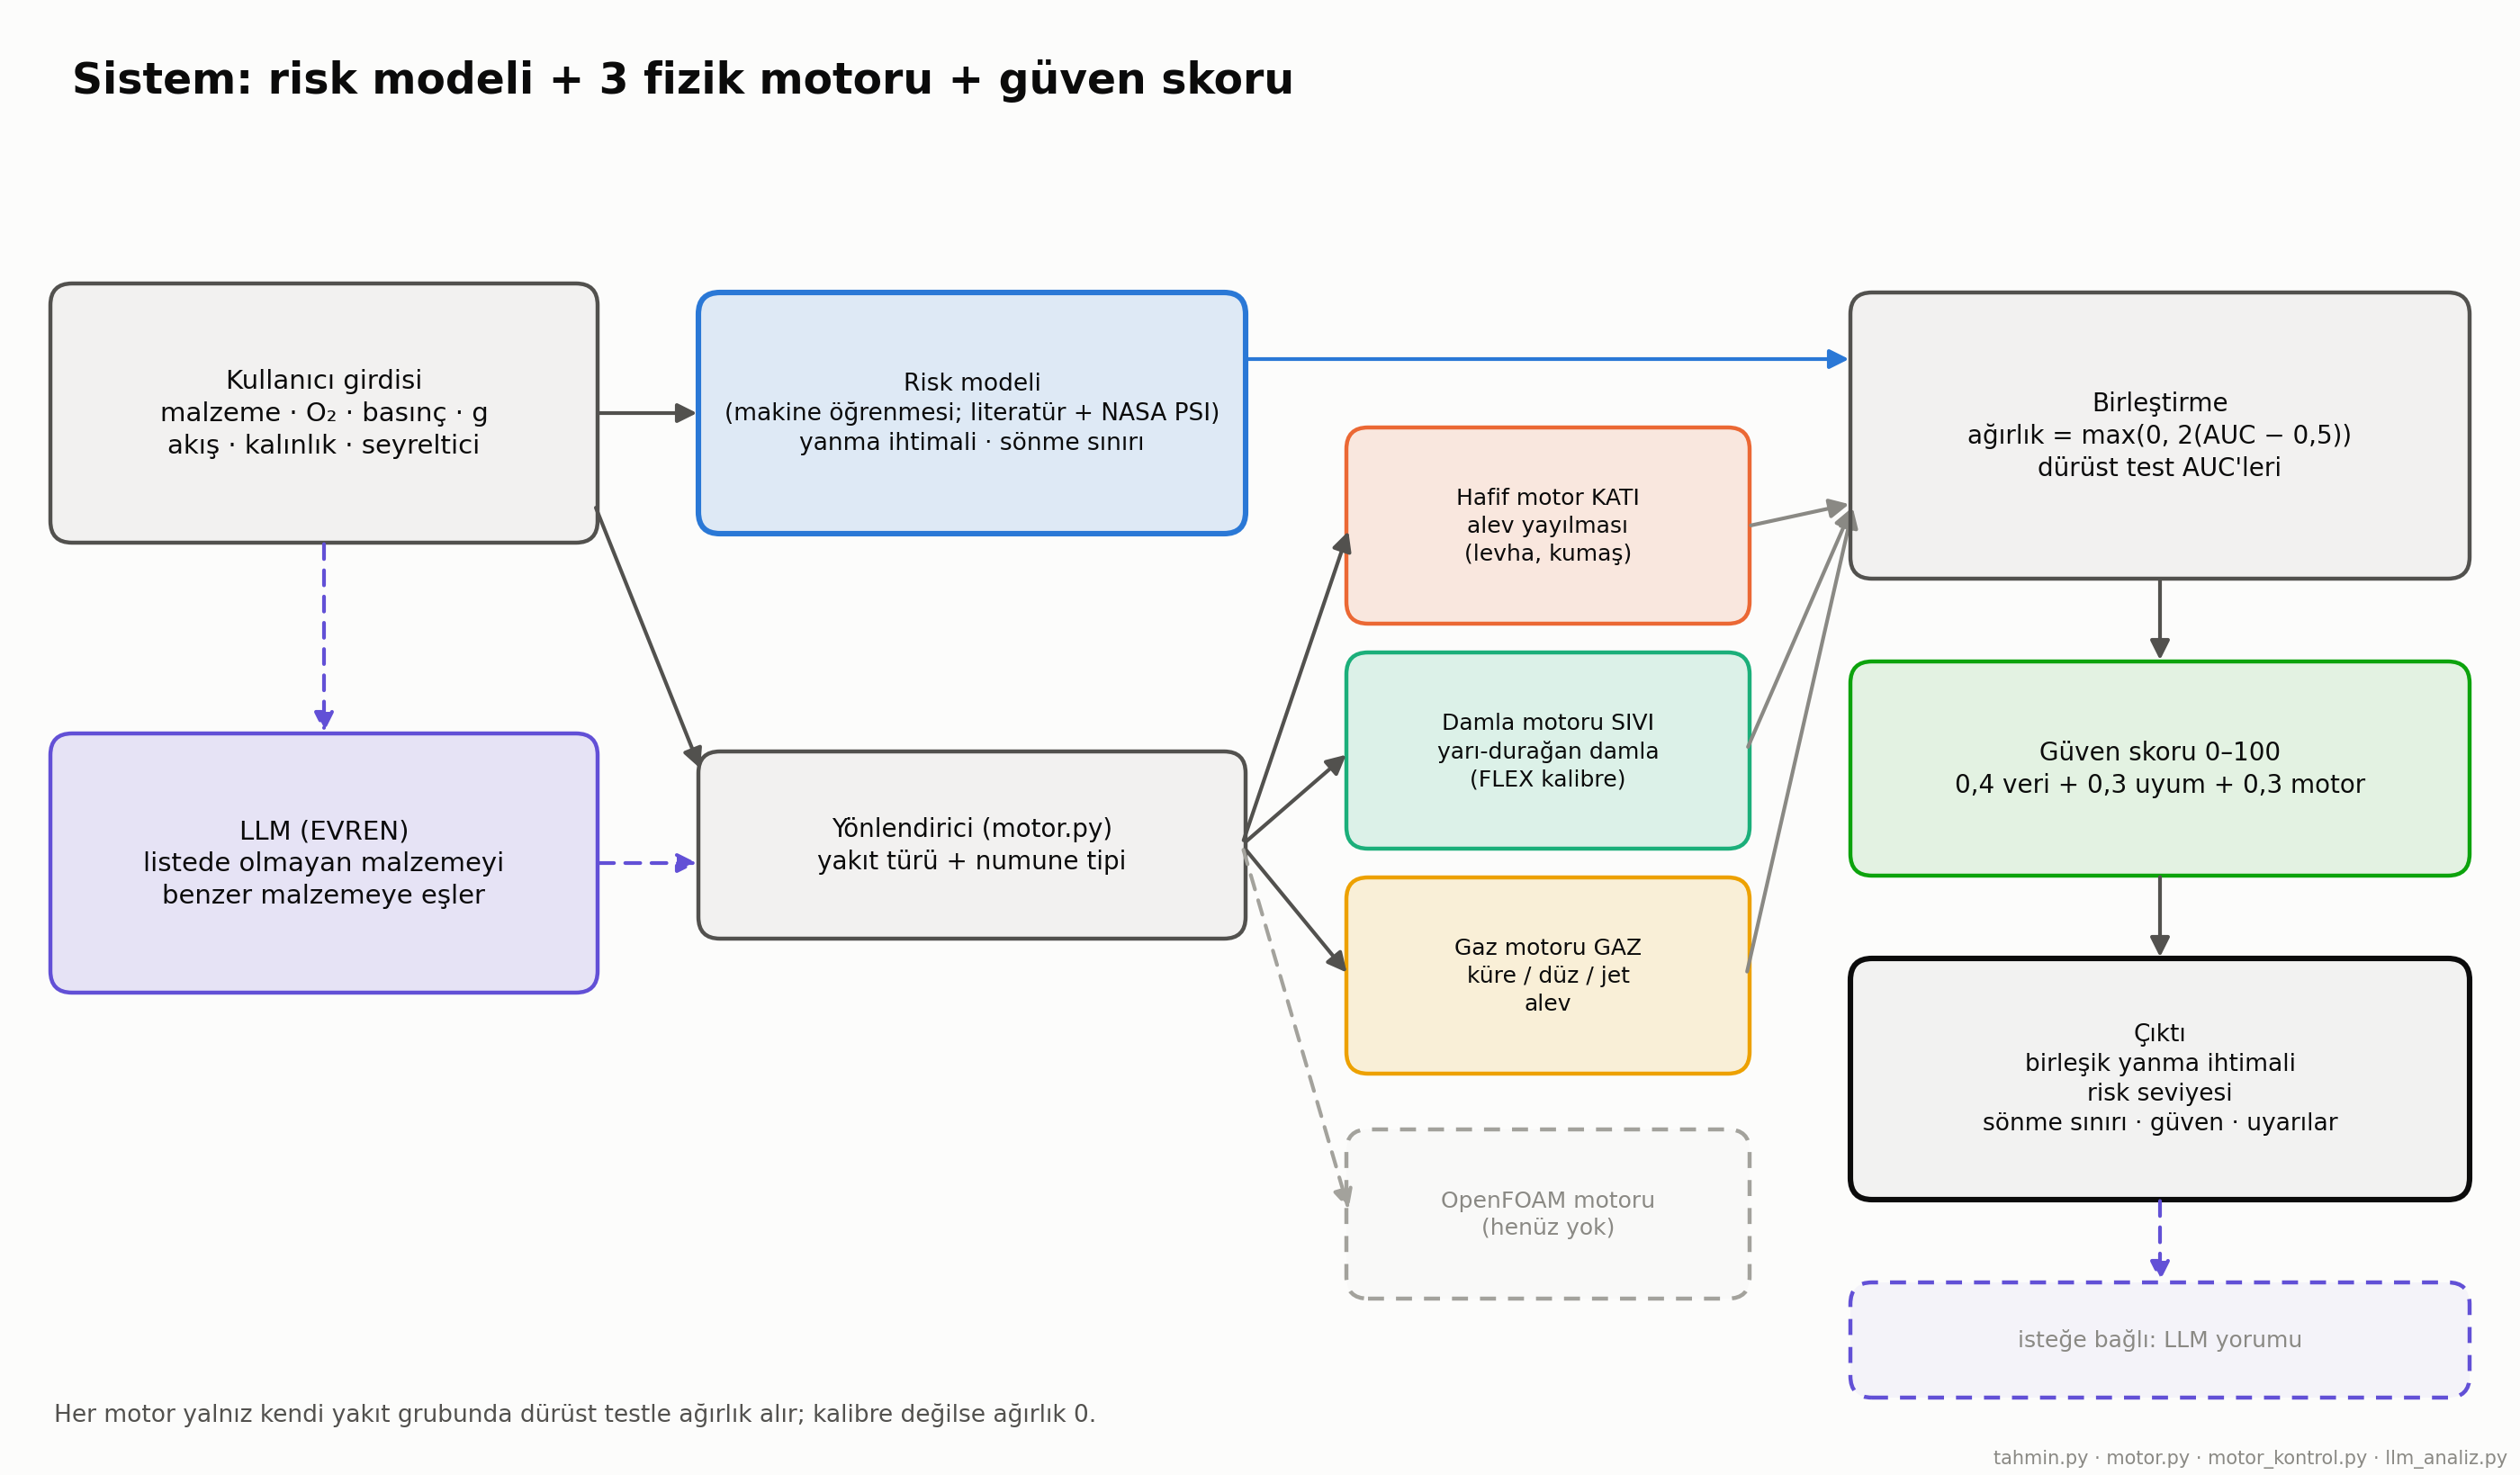 Sistem: risk modeli + 3 fizik motoru + güven skoru
Kullanıcı girdisi
malzeme · O₂ · basınç · g
akış · kalınlık · seyreltici
Risk modeli
(makine öğrenmesi; literatür + NASA PSI)
yanma ihtimali · sönme sınırı
Birleştirme
ağırlık = max(0, 2(AUC − 0,5))
dürüst test AUC'leri
Hafif motor KATI
alev yayılması
(levha, kumaş)
Damla motoru SIVI
yarı-durağan damla
(FLEX kalibre)
Güven skoru 0–100
0,4 veri + 0,3 uyum + 0,3 motor
LLM (EVREN)
listede olmayan malzemeyi
benzer malzemeye eşler
Yönlendirici (motor.py)
yakıt türü + numune tipi
Gaz motoru GAZ
küre / düz / jet
alev
Çıktı
birleşik yanma ihtimali
risk seviyesi
sönme sınırı · güven · uyarılar
OpenFOAM motoru
(henüz yok)
isteğe bağlı: LLM yorumu
Her motor yalnız kendi yakıt grubunda dürüst testle ağırlık alır; kalibre değilse ağırlık 0.
tahmin.py · motor.py · motor_kontrol.py · llm_analiz.py